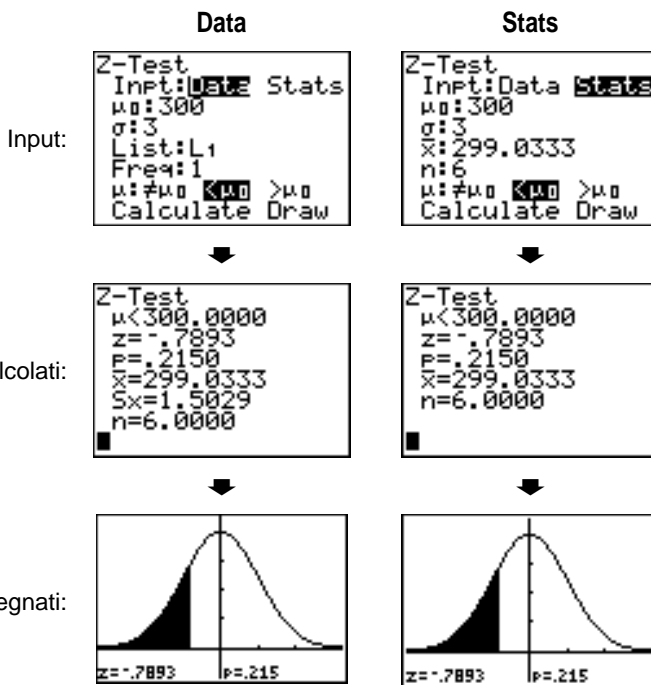 Data Stats
Input:
Z-Test
Inpt:Data Stats
μ0:300
σ:3
List:L1
Freq:1
μ:≠μ0 <μ0 >μ0
Calculate Draw
Z-Test
Inpt:Data Stats
μ0:300
σ:3
x̄:299.0333
n:6
μ:≠μ0 <μ0 >μ0
Calculate Draw
lcolati:
Z-Test
μ<300.0000
z=-.7893
p=.2150
x̄=299.0333
Sx=1.5029
n=6.0000
Z-Test
μ<300.0000
z=-.7893
p=.2150
x̄=299.0333
n=6.0000
egnati:
z=-.7893 p=.215
z=-.7893 p=.215